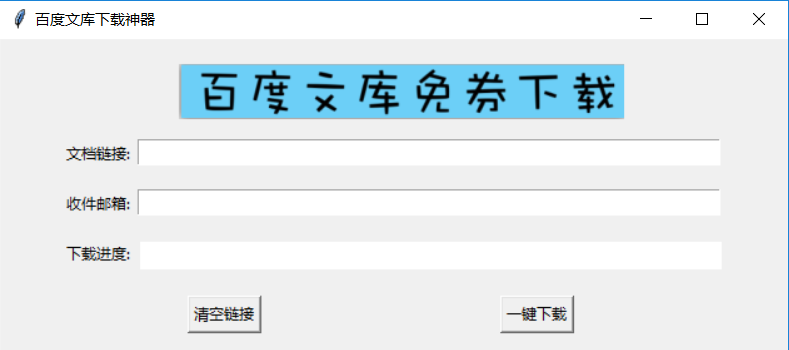 百度文库下载神器
百度文库免券下载
文档链接:
收件邮箱:
下载进度:
清空链接 一键下载